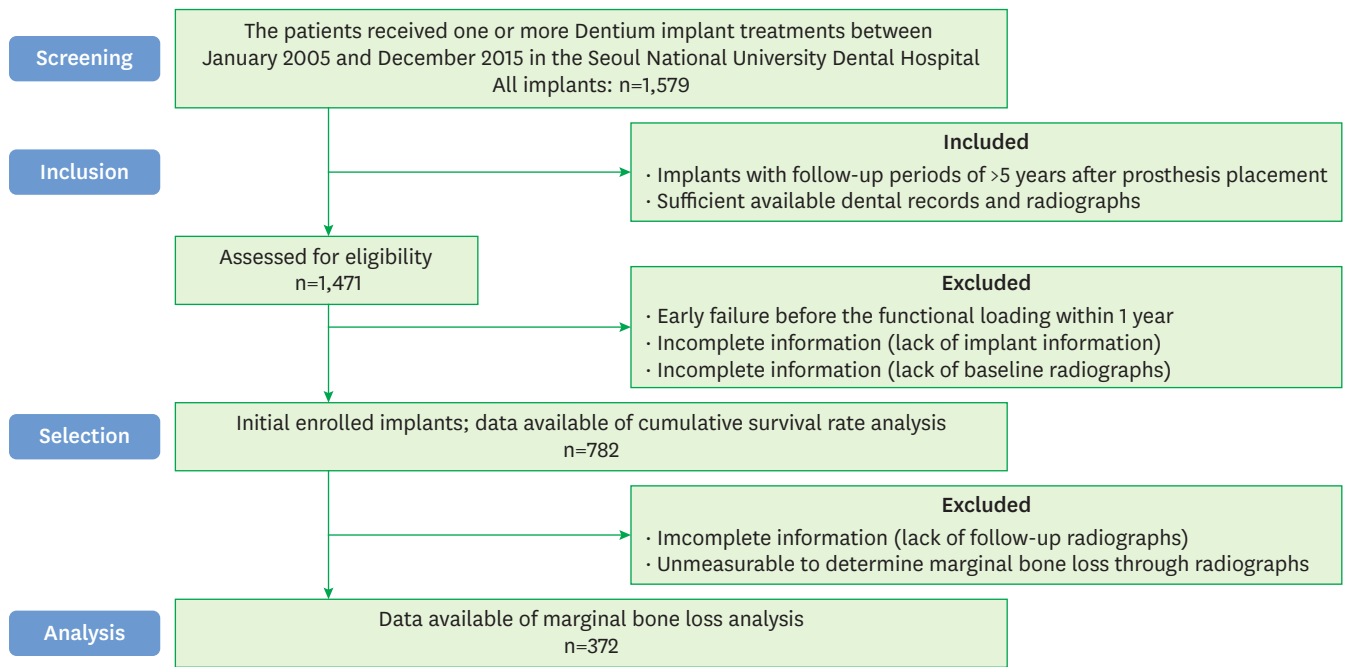 Screening
The patients received one or more Dentium implant treatments between
January 2005 and December 2015 in the Seoul National University Dental Hospital
All implants: n=1,579
Inclusion
Included
· Implants with follow-up periods of >5 years after prosthesis placement
· Sufficient available dental records and radiographs
Assessed for eligibility
n=1,471
Excluded
· Early failure before the functional loading within 1 year
· Incomplete information (lack of implant information)
· Incomplete information (lack of baseline radiographs)
Selection
Initial enrolled implants; data available of cumulative survival rate analysis
n=782
Excluded
· Imcomplete information (lack of follow-up radiographs)
· Unmeasurable to determine marginal bone loss through radiographs
Analysis
Data available of marginal bone loss analysis
n=372